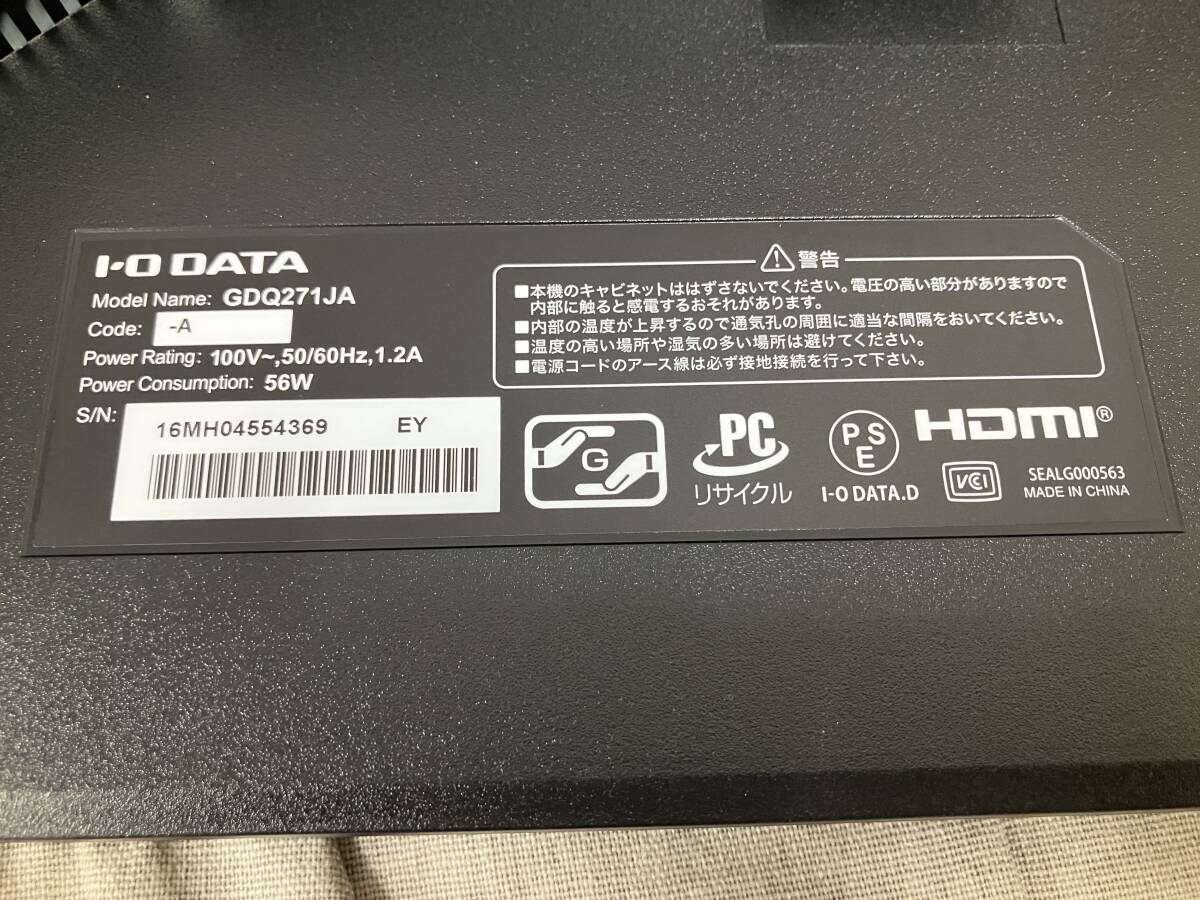 I-O DATA
Model Name: GDQ271JA
Code: -A
Power Rating: 100V~,50/60Hz,1.2A
Power Consumption: 56W
S/N: 16MH04554369 EY
警告
■本機のキャビネットははずさないでください。電圧の高い部分がありますので
内部に触ると感電するおそれがあります。
■内部の温度が上昇するので通気孔の周囲に適当な間隔をおいてください。
■温度の高い場所や湿気の多い場所は避けてください。
■電源コードのアース線は必ず接地接続を行って下さい。
G
PC
リサイクル
PSE
I-O DATA.D
HDMI®
VCCI
SEALG000563
MADE IN CHINA